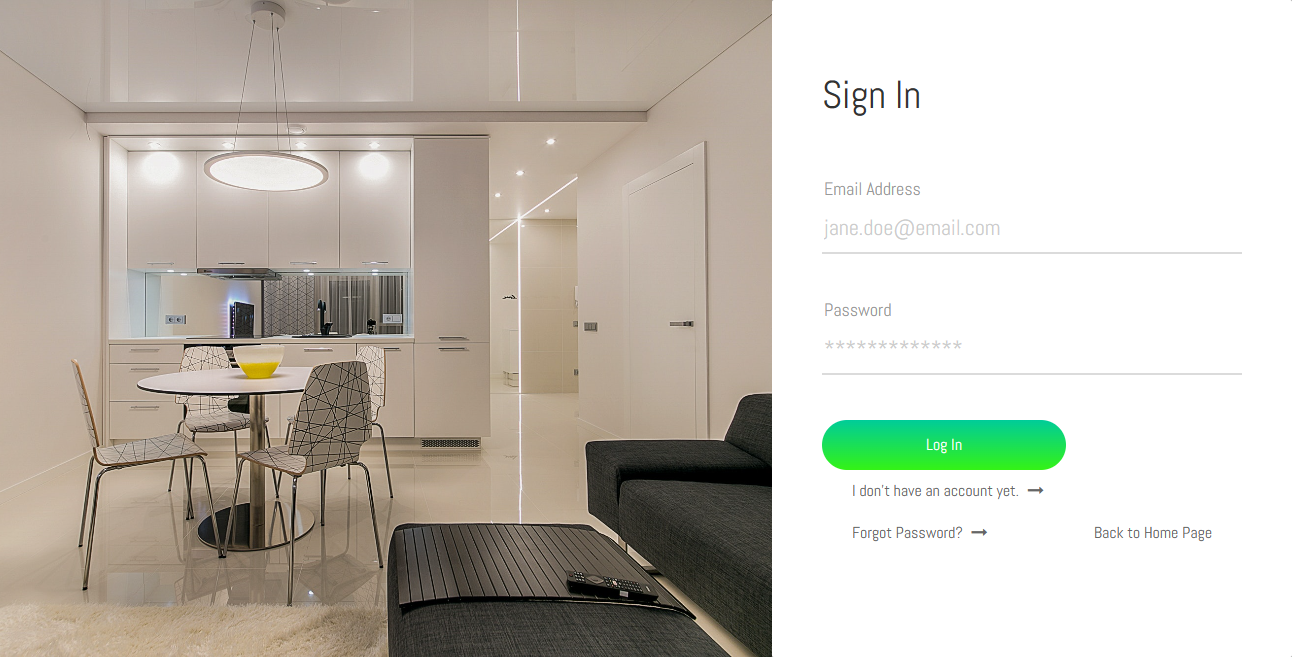 Sign In
Email Address
jane.doe@email.com
Password
*************
Log In
I don't have an account yet. →
Forgot Password? →
Back to Home Page